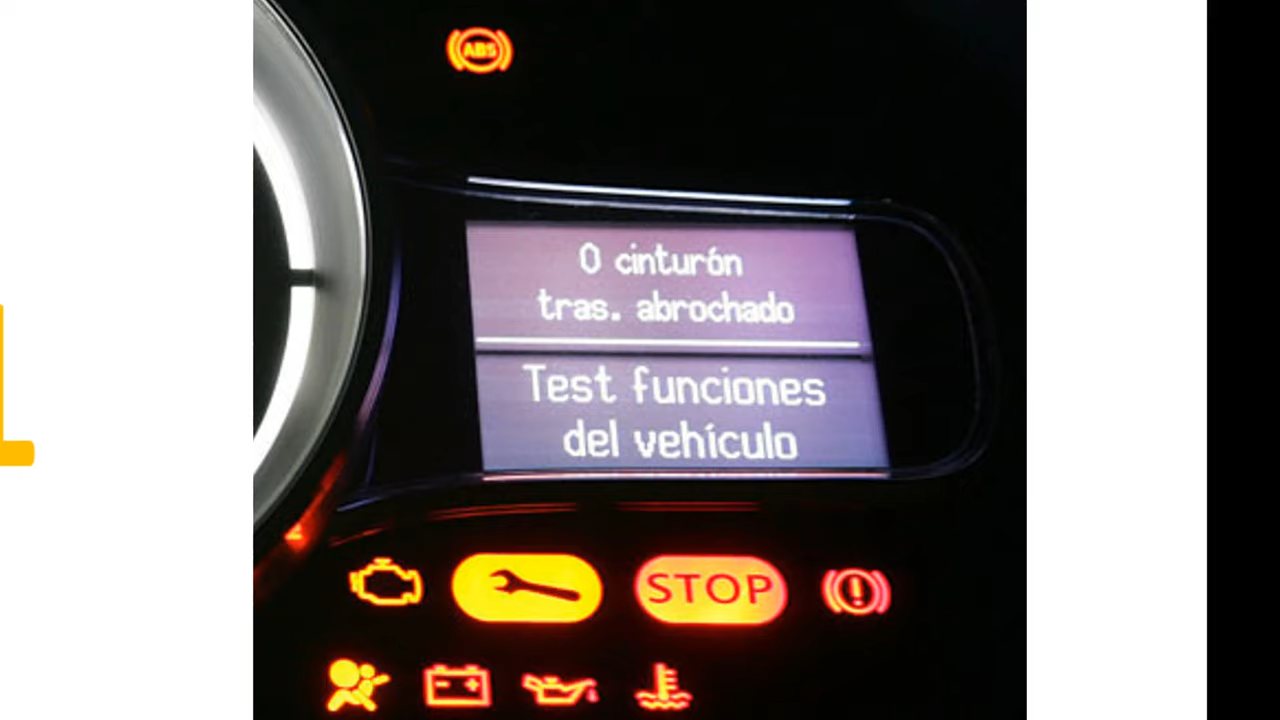 ABS
0 cinturón
tras. abrochado
Test funciones
del vehículo
STOP